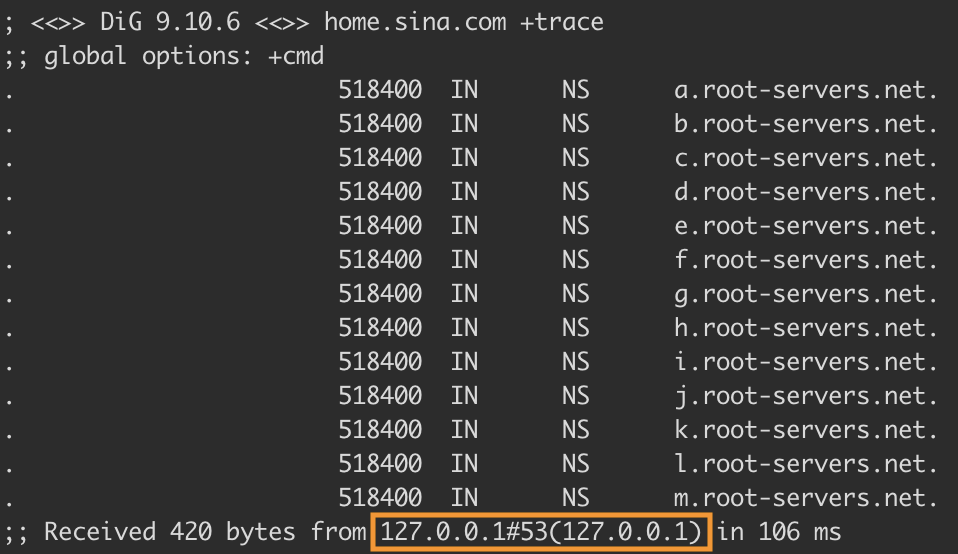 ; <<>> DiG 9.10.6 <<>> home.sina.com +trace
;; global options: +cmd
. 518400 IN NS a.root-servers.net.
. 518400 IN NS b.root-servers.net.
. 518400 IN NS c.root-servers.net.
. 518400 IN NS d.root-servers.net.
. 518400 IN NS e.root-servers.net.
. 518400 IN NS f.root-servers.net.
. 518400 IN NS g.root-servers.net.
. 518400 IN NS h.root-servers.net.
. 518400 IN NS i.root-servers.net.
. 518400 IN NS j.root-servers.net.
. 518400 IN NS k.root-servers.net.
. 518400 IN NS l.root-servers.net.
. 518400 IN NS m.root-servers.net.
;; Received 420 bytes from 127.0.0.1#53(127.0.0.1) in 106 ms